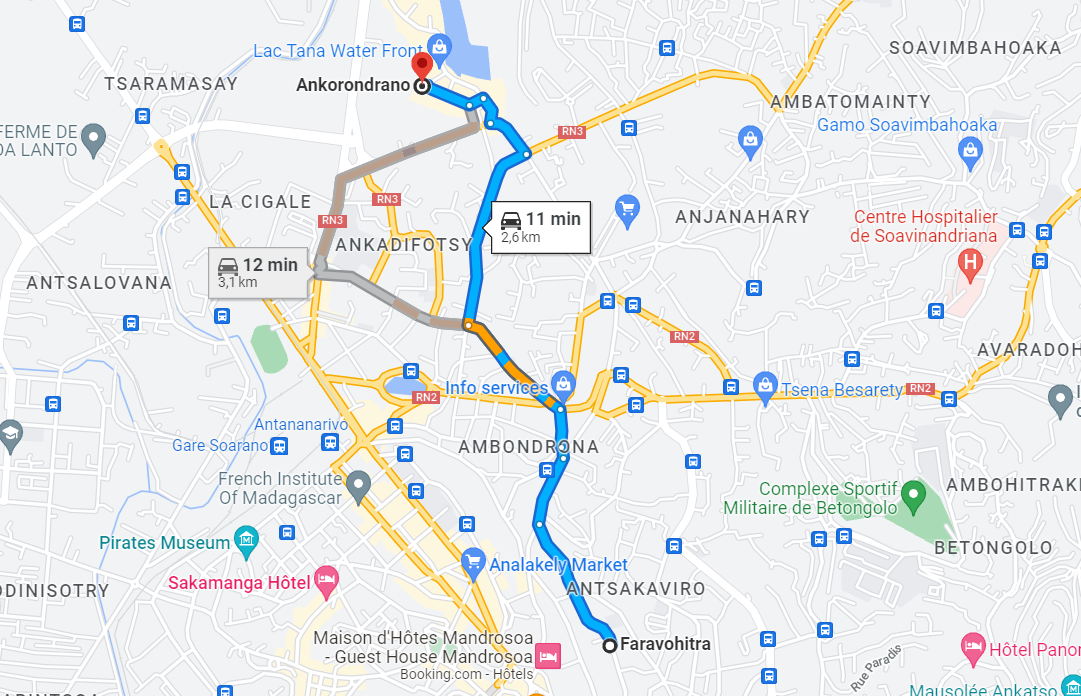 SOAVIMBAHOAKA
Lac Tana Water Front
TSARAMASAY
Ankorondrano
AMBATOMAINTY
Gamo Soavimbahoaka
FERME DE
DA LANTO
RN3
LA CIGALE
RN3
RN3
11 min
2,6 km
ANJANAHARY
Centre Hospitalier
de Soavinandriana
H
ANKADIFOTSY
12 min
3,1 km
ANTSALOVANA
RN2
AVARADOH
Info services
Tsena Besarety
RN2
RN2
Antananarivo
Gare Soarano
AMBONDRONA
French Institute
Of Madagascar
Complexe Sportif
Militaire de Betongolo
AMBOHITRAKI
Pirates Museum
BETONGOLO
Analakely Market
Sakamanga Hôtel
ANTSAKAVIRO
ODINISOTRY
Maison d'Hôtes Mandrosoa
- Guest House Mandrosoa
Booking.com - Hôtels
Faravohitra
Rue Paradis
Hôtel Panor
Mausolée Ankatso